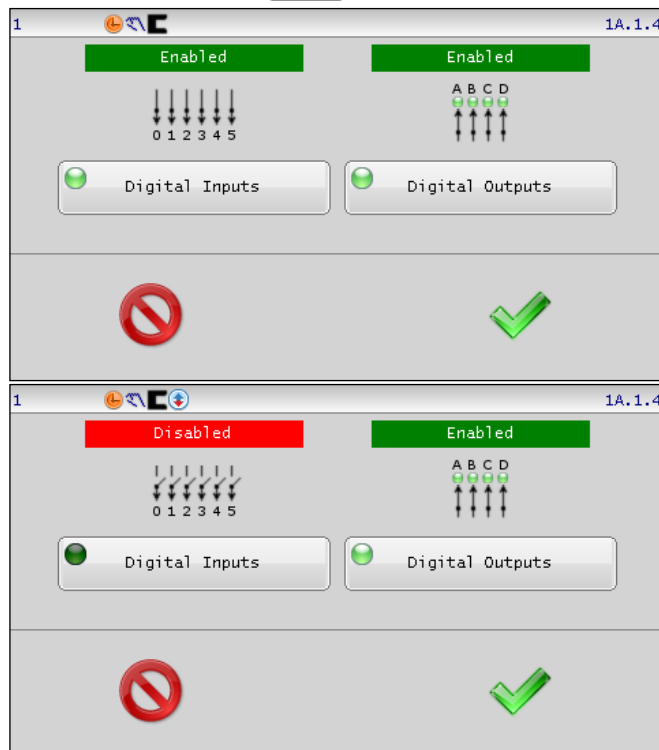 1 1A.1.4
Enabled Enabled
A B C D
0 1 2 3 4 5
Digital Inputs Digital Outputs
1 1A.1.4
Disabled Enabled
A B C D
0 1 2 3 4 5
Digital Inputs Digital Outputs